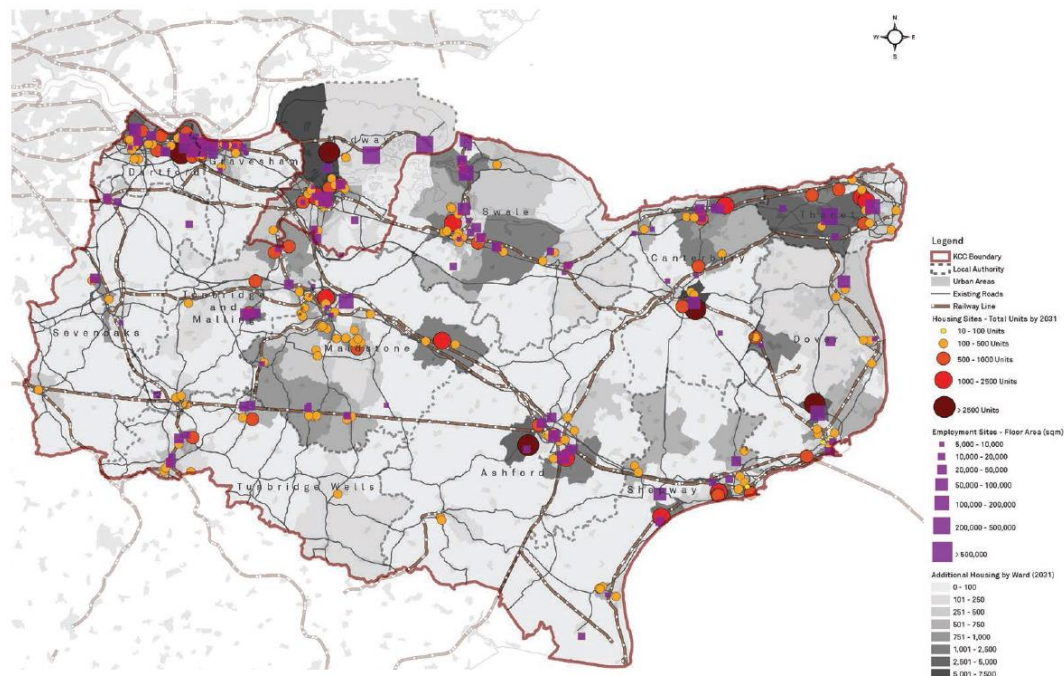 N
W E
S
Medway
Gravesham
Dartford
Swale
Thanet
Canterbury
Tonbridge
and
Malling
Sevenoaks
Maidstone
Dover
Ashford
Shepway
Tunbridge Wells
Legend
KCC Boundary
Local Authority
Urban Areas
Existing Roads
Railway Line
Housing Sites - Total Units by 2031
10 - 100 Units
100 - 500 Units
500 - 1000 Units
1000 - 2500 Units
> 2500 Units
Employment Sites - Floor Area (sqm)
5,000 - 10,000
10,000 - 20,000
20,000 - 50,000
50,000 - 100,000
100,000 - 200,000
200,000 - 500,000
> 500,000
Additional Housing by Ward (2031)
0 - 100
101 - 250
251 - 500
501 - 750
751 - 1,000
1,001 - 2,500
2,501 - 5,000
5,001 - 7,500